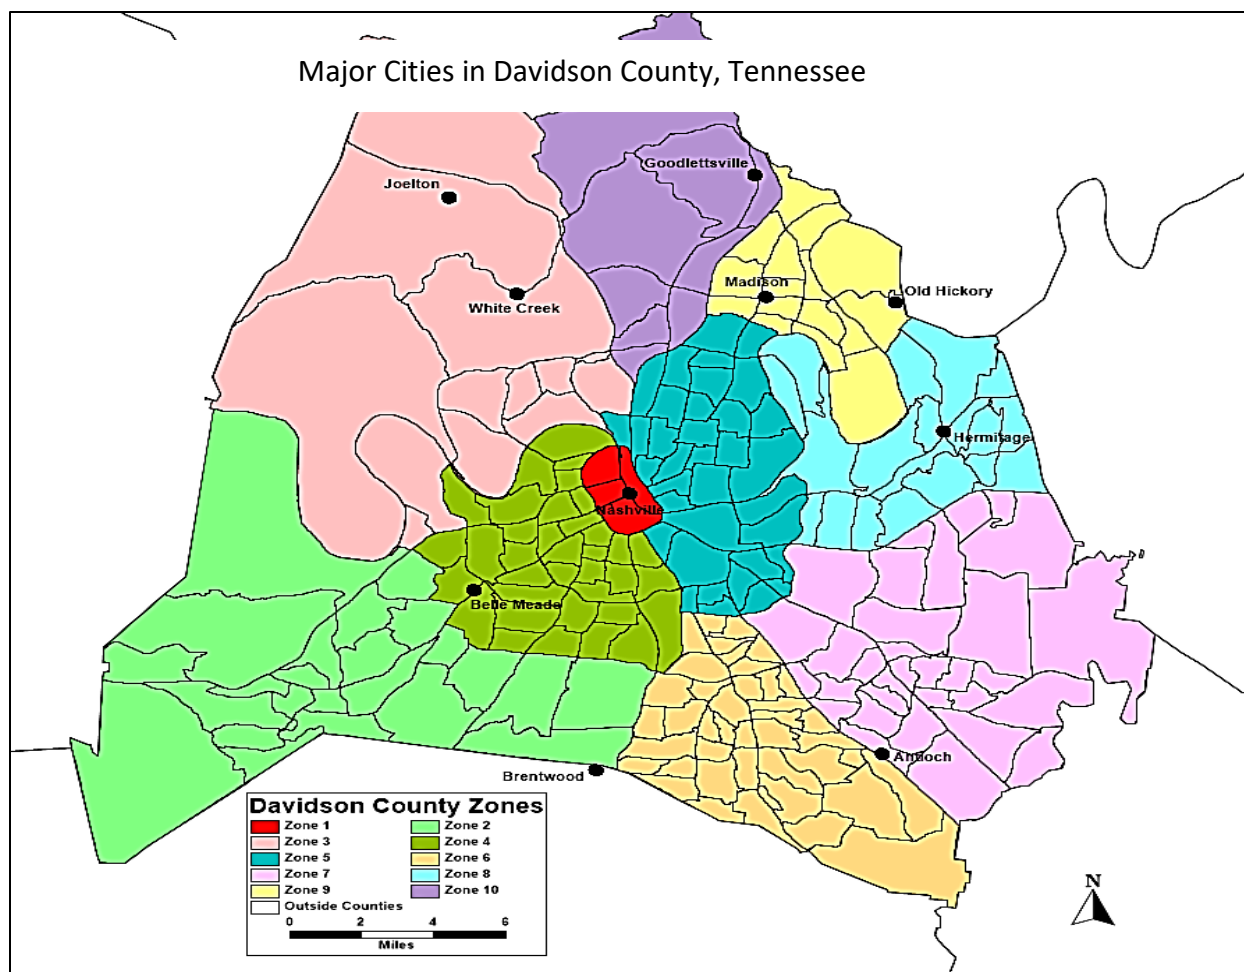 Major Cities in Davidson County, Tennessee
Goodlettsville
Joelton
Madison
Old Hickory
White Creek
Hermitage
Nashville
Belle Meade
Antioch
Brentwood
Davidson County Zones
Zone 1 Zone 2
Zone 3 Zone 4
Zone 5 Zone 6
Zone 7 Zone 8
Zone 9 Zone 10
Outside Counties
0 2 4 6
Miles
N